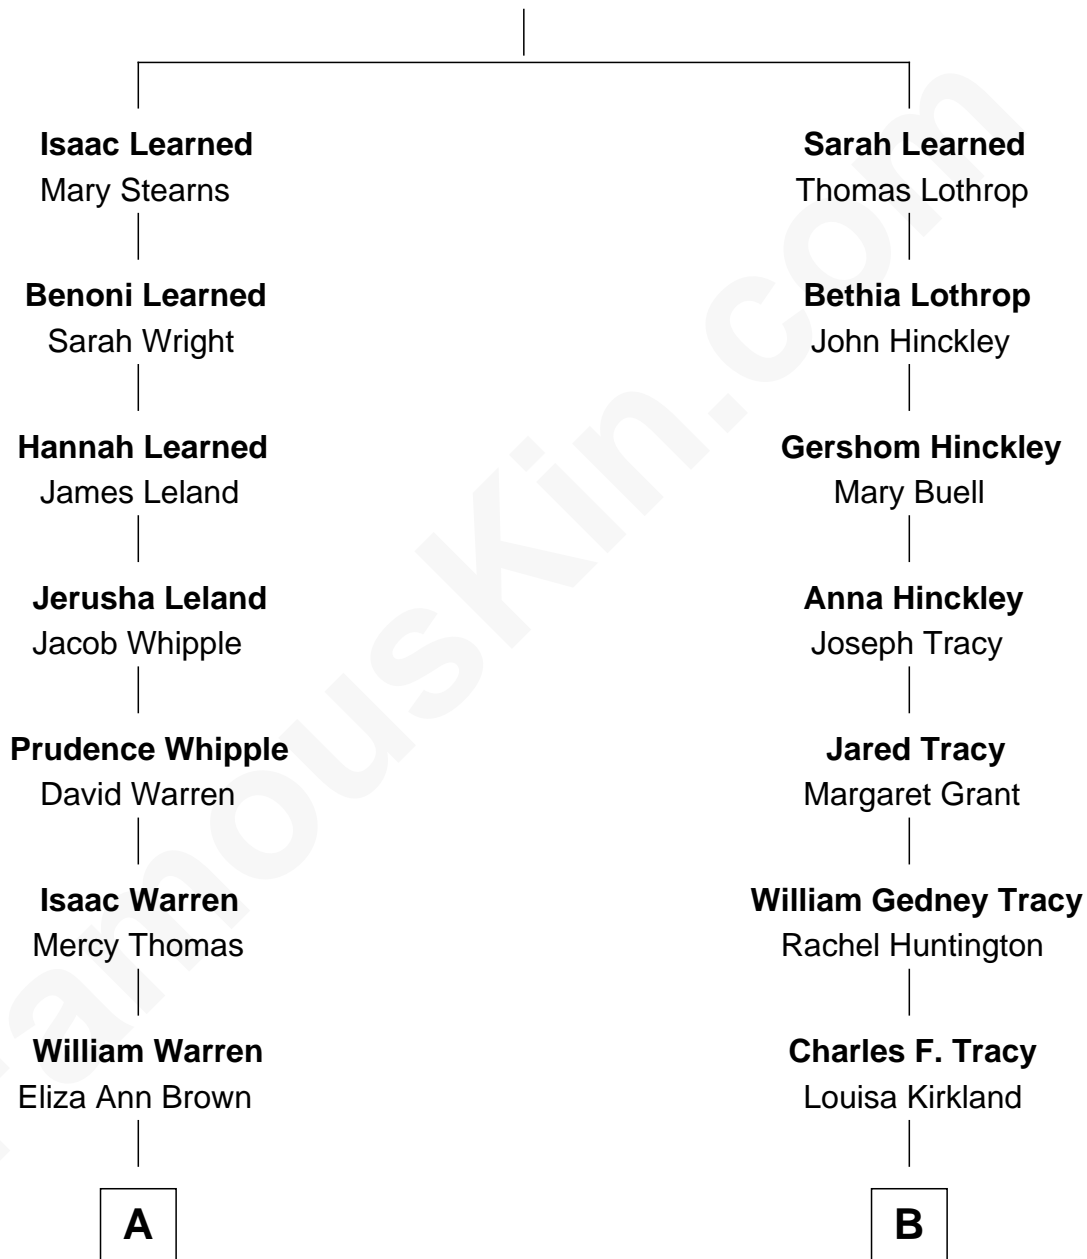 Isaac Learned
Mary Stearns
Benoni Learned
Sarah Wright
Hannah Learned
James Leland
Jerusha Leland
Jacob Whipple
Prudence Whipple
David Warren
Isaac Warren
Mercy Thomas
William Warren
Eliza Ann Brown
A
Sarah Learned
Thomas Lothrop
Bethia Lothrop
John Hinckley
Gershom Hinckley
Mary Buell
Anna Hinckley
Joseph Tracy
Jared Tracy
Margaret Grant
William Gedney Tracy
Rachel Huntington
Charles F. Tracy
Louisa Kirkland
B
FamousKin.com